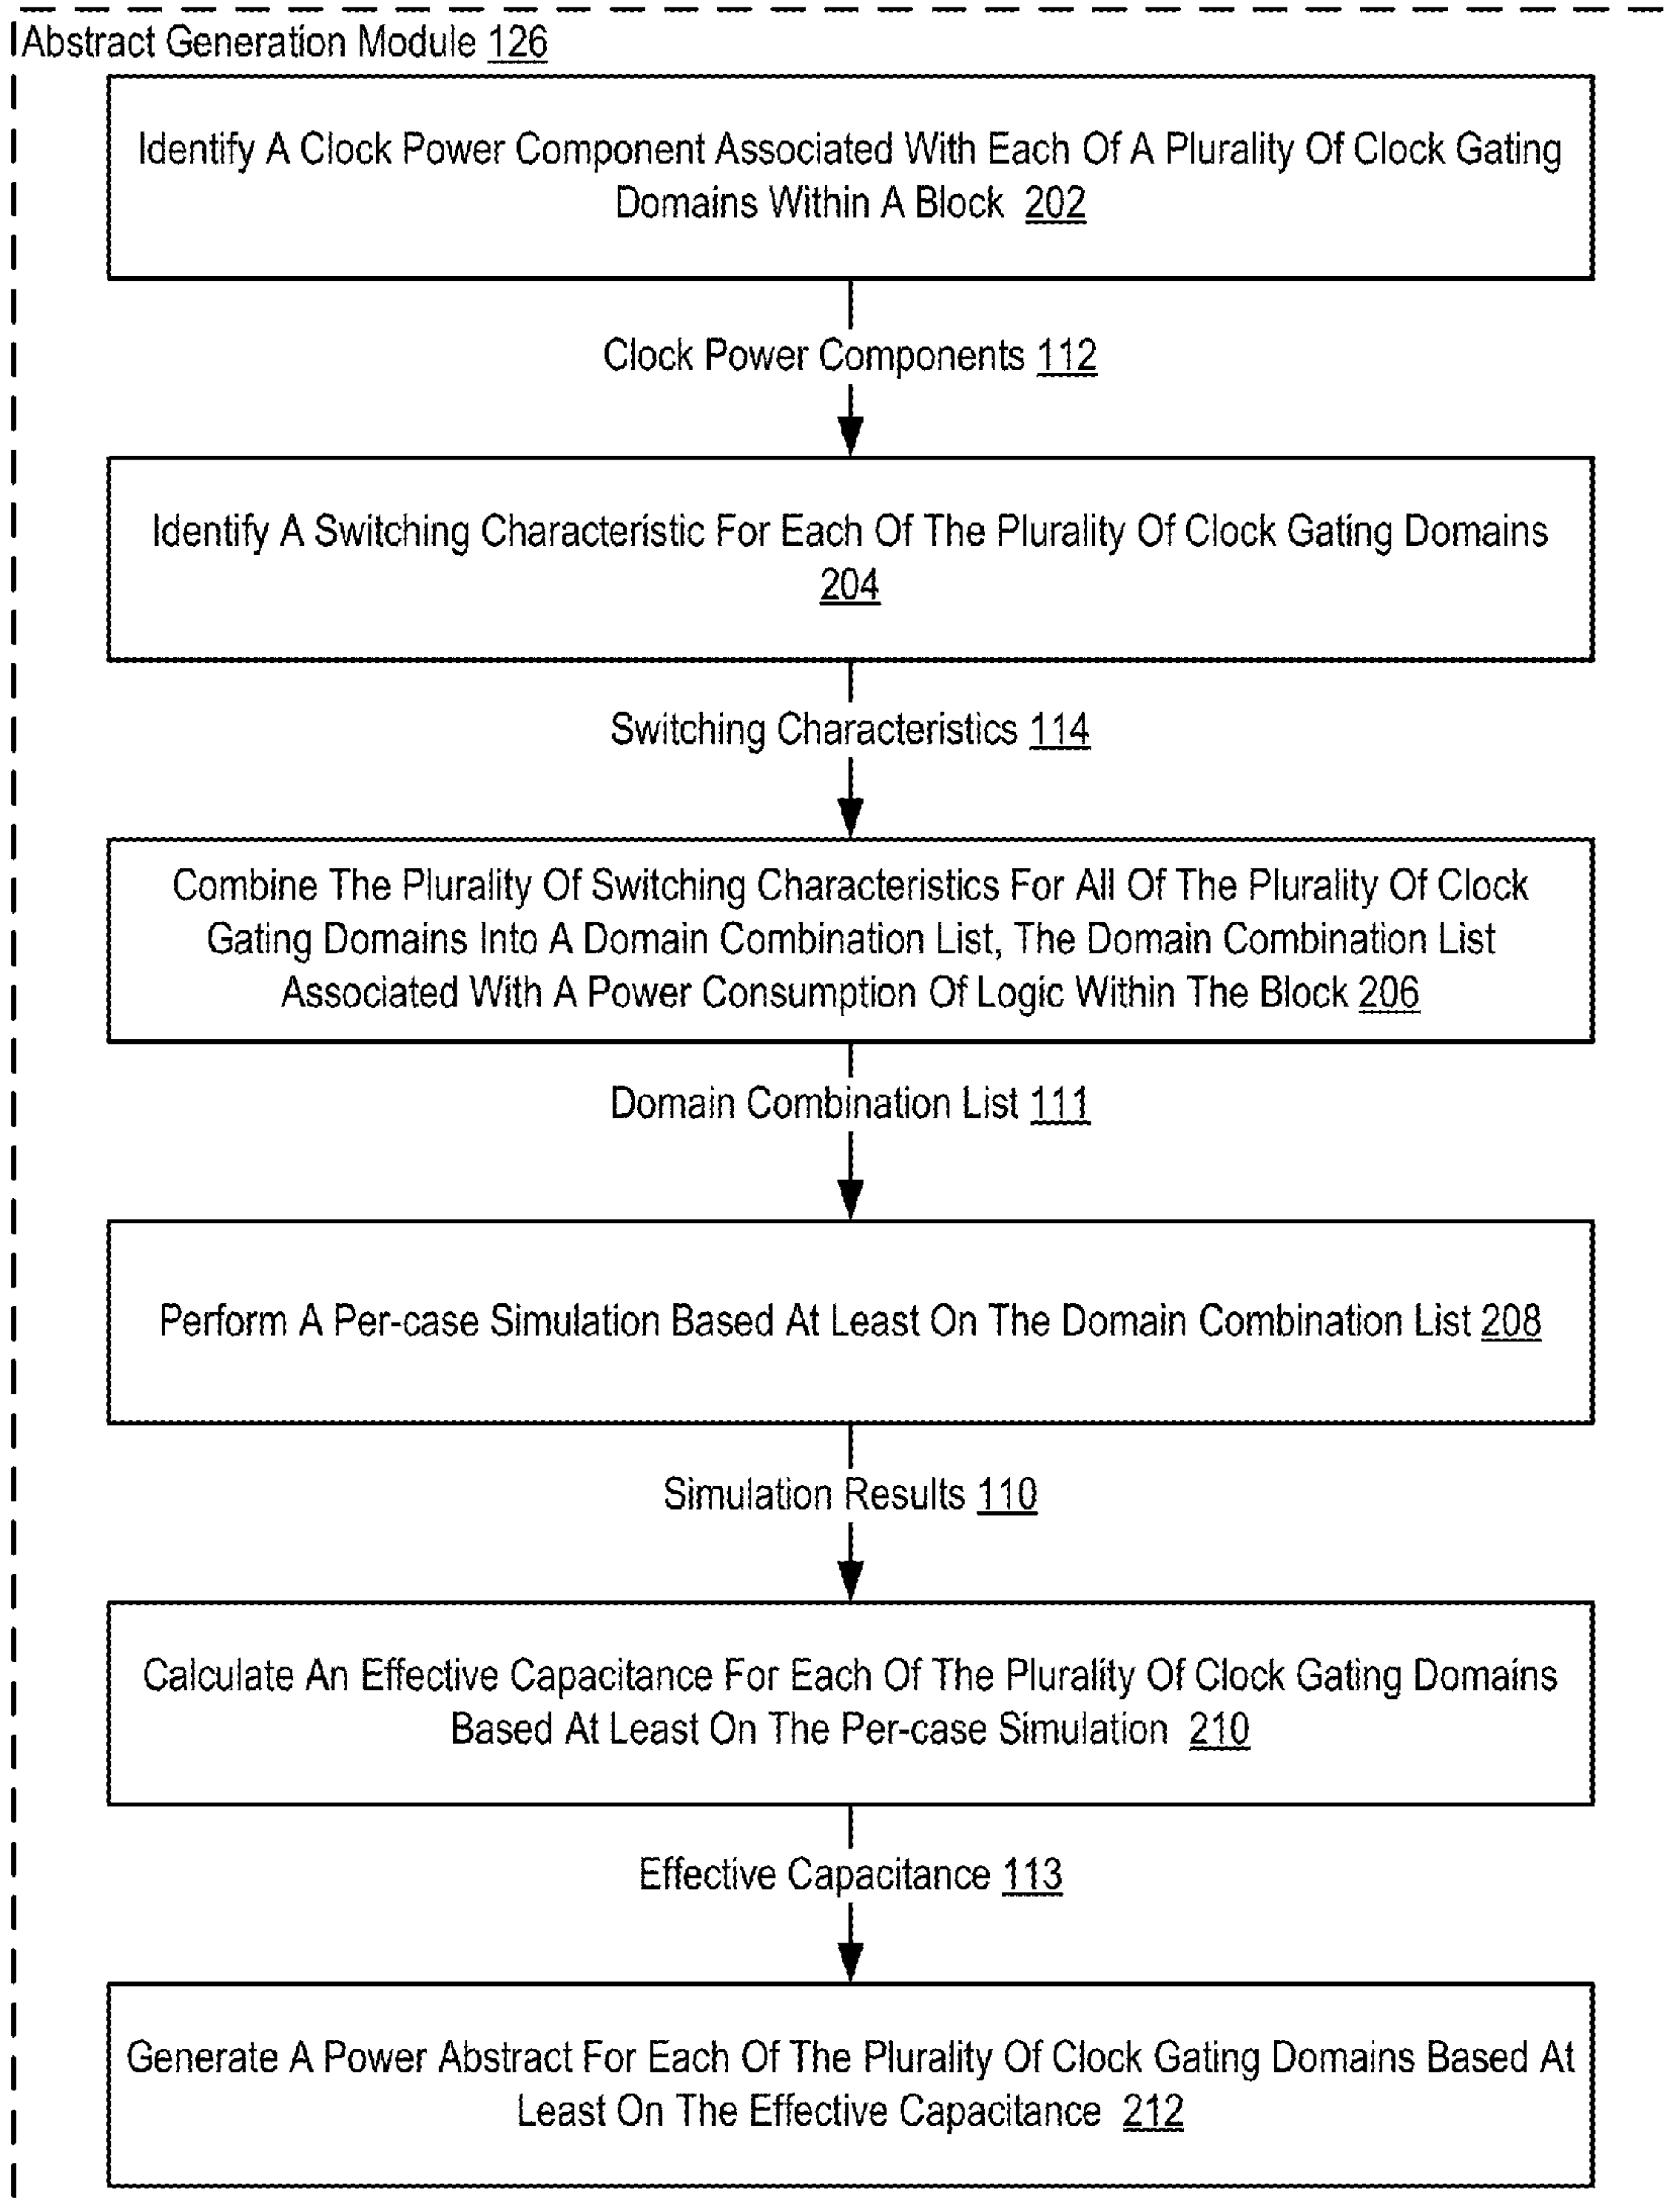 Abstract Generation Module 126
Identify A Clock Power Component Associated With Each Of A Plurality Of Clock Gating
Domains Within A Block 202
Clock Power Components 112
Identify A Switching Characteristic For Each Of The Plurality Of Clock Gating Domains
204
Switching Characteristics 114
Combine The Plurality Of Switching Characteristics For All Of The Plurality Of Clock
Gating Domains Into A Domain Combination List, The Domain Combination List
Associated With A Power Consumption Of Logic Within The Block 206
Domain Combination List 111
Perform A Per-case Simulation Based At Least On The Domain Combination List 208
Simulation Results 110
Calculate An Effective Capacitance For Each Of The Plurality Of Clock Gating Domains
Based At Least On The Per-case Simulation 210
Effective Capacitance 113
Generate A Power Abstract For Each Of The Plurality Of Clock Gating Domains Based At
Least On The Effective Capacitance 212